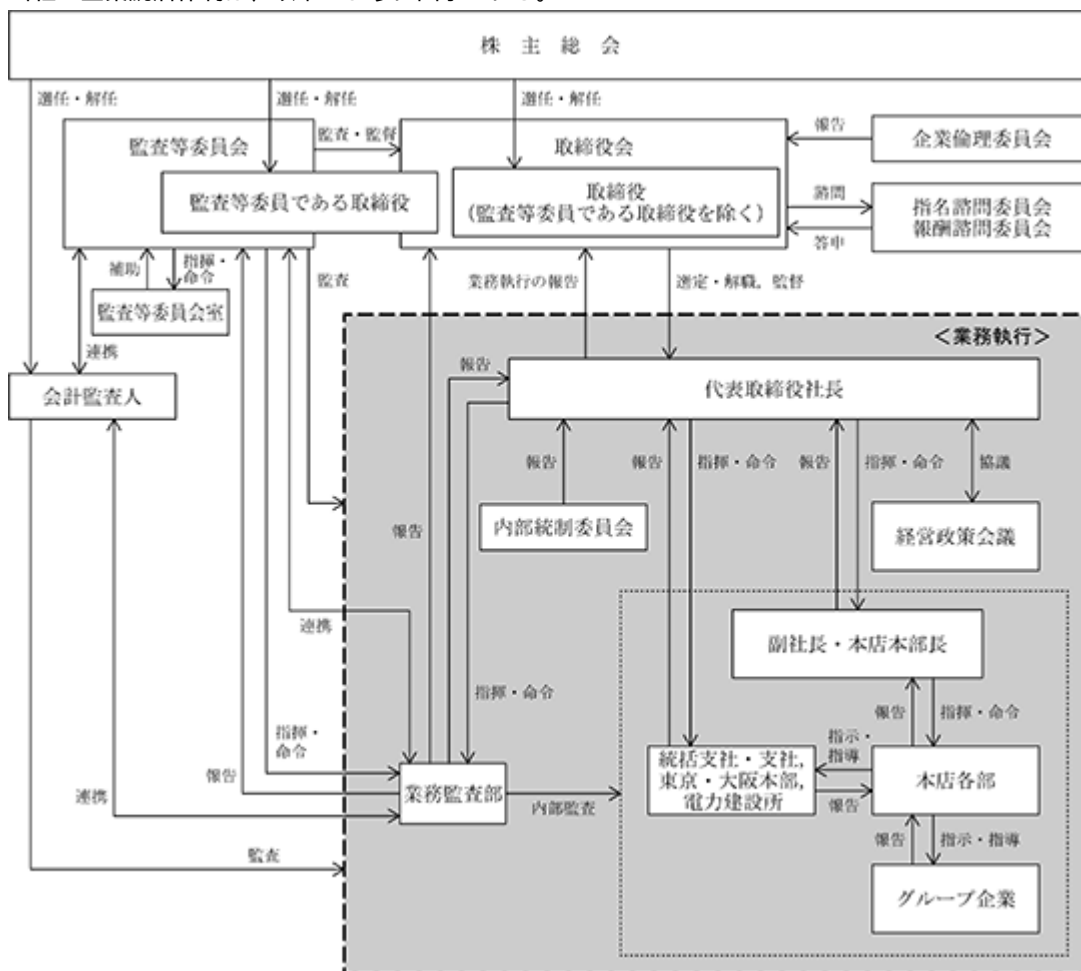 株主総会
選任・解任
選任・解任
選任・解任
監査等委員会
監査・監督
取締役会
報告
企業倫理委員会
監査等委員である取締役
取締役
(監査等委員である取締役を除く)
諮問
指名諮問委員会
報酬諮問委員会
答申
補助
指揮・
命令
監査
業務執行の報告
選定・解職，監督
監査等委員会室
<業務執行>
連携
報告
会計監査人
代表取締役社長
報告
報告
指揮・命令
報告
指揮・命令
協議
内部統制委員会
経営政策会議
報告
連携
副社長・本店本部長
指揮・命令
報告
指揮・命令
指揮・
命令
指示・
指導
統括支社・支社，
東京・大阪本部，
電力建設所
本店各部
報告
業務監査部
連携
内部監査
報告
報告
指示・指導
監査
グループ企業